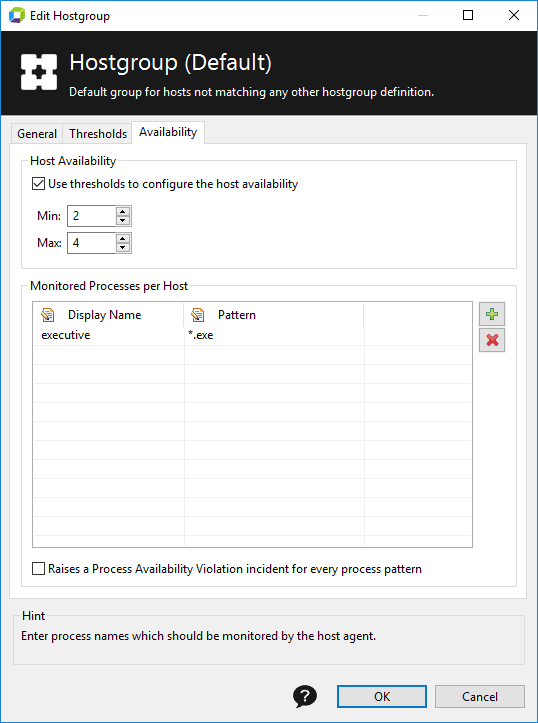 Edit Hostgroup
Hostgroup (Default)
Default group for hosts not matching any other hostgroup definition.
General Thresholds Availability
Host Availability
Use thresholds to configure the host availability
Min: 2
Max: 4
Monitored Processes per Host
Display Name Pattern
executive *.exe
Raises a Process Availability Violation incident for every process pattern
Hint
Enter process names which should be monitored by the host agent.
? OK Cancel